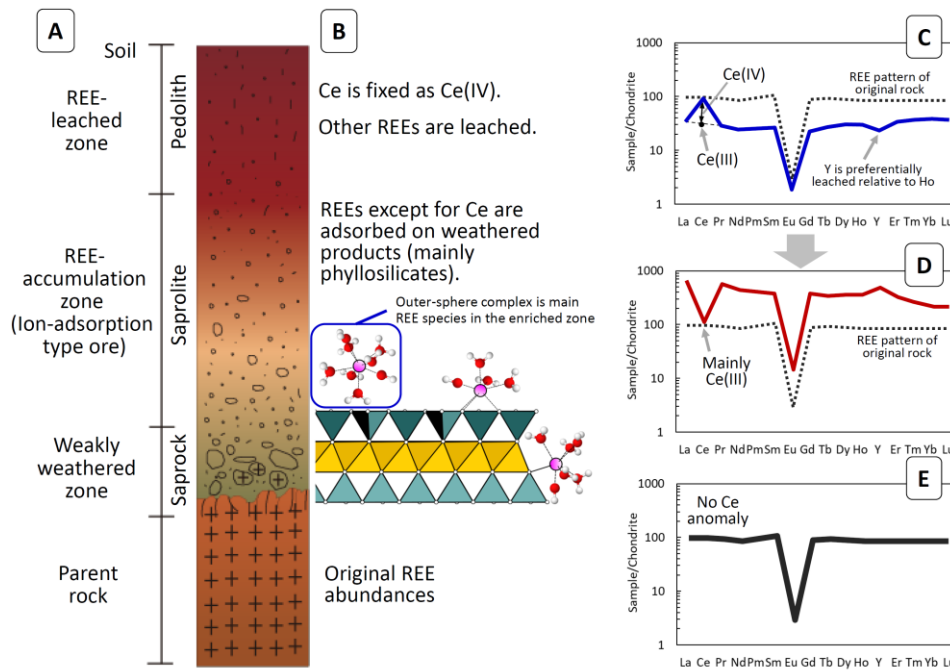 A
Soil
REE-
leached
zone
REE-
accumulation
zone
(Ion-adsorption
type ore)
Weakly
weathered
zone
Parent
rock
Pedolith
Saprolite
Saprock
B
Ce is fixed as Ce(IV).
Other REEs are leached.
REEs except for Ce are
adsorbed on weathered
products (mainly
phyllosilicates).
Outer-sphere complex is main
REE species in the enriched zone
Original REE
abundances
C
Sample/Chondrite
1000
100
10
1
Ce(IV)
Ce(III)
REE pattern of
original rock
Y is preferentially
leached relative to Ho
La Ce Pr Nd Pm Sm Eu Gd Tb Dy Ho Y Er Tm Yb Lu
D
Sample/Chondrite
1000
100
10
1
Mainly
Ce(III)
REE pattern of
original rock
La Ce Pr Nd Pm Sm Eu Gd Tb Dy Ho Y Er Tm Yb Lu
E
Sample/Chondrite
1000
100
10
1
No Ce
anomaly
La Ce Pr Nd Pm Sm Eu Gd Tb Dy Ho Y Er Tm Yb Lu